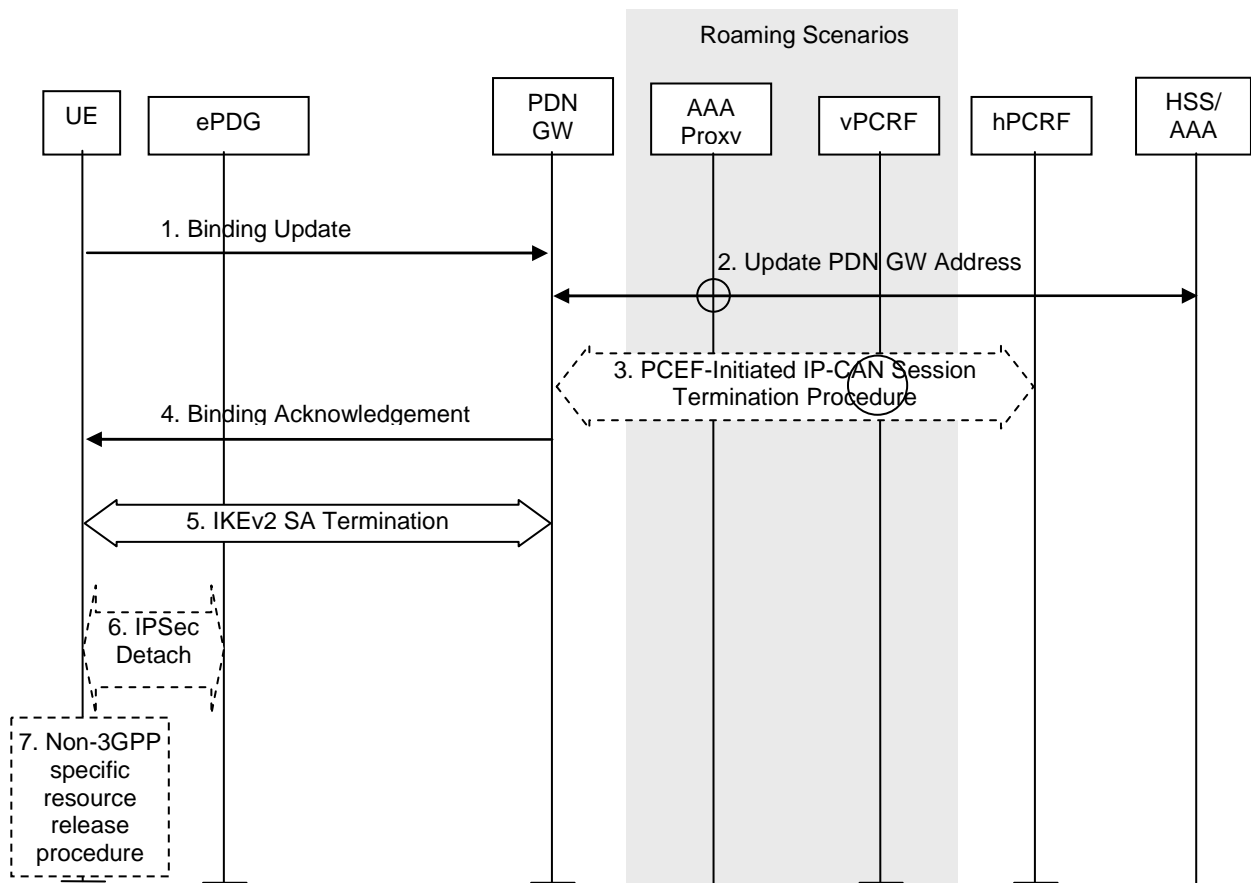 Roaming Scenarios
UE
ePDG
PDN
GW
AAA
Proxy
vPCRF
hPCRF
HSS/
AAA
1. Binding Update
2. Update PDN GW Address
3. PCEF-Initiated IP-CAN Session
Termination Procedure
4. Binding Acknowledgement
5. IKEv2 SA Termination
6. IPSec
Detach
7. Non-3GPP
specific
resource
release
procedure